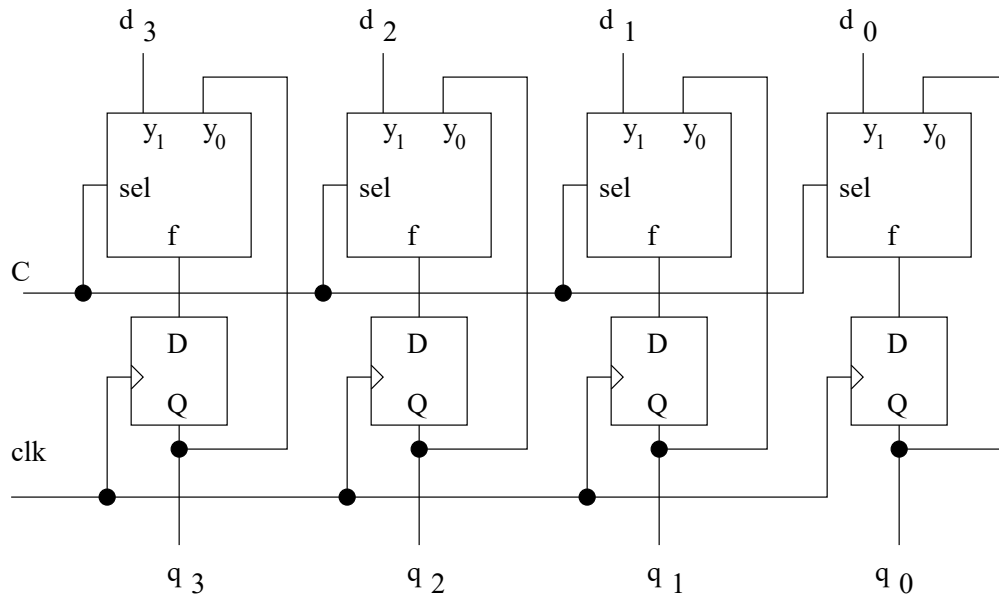 d 3 d 2 d 1 d 0
y1 y0 y1 y0 y1 y0 y1 y0
sel sel sel sel
f f f f
C
D D D D
Q Q Q Q
clk
q 3 q 2 q 1 q 0